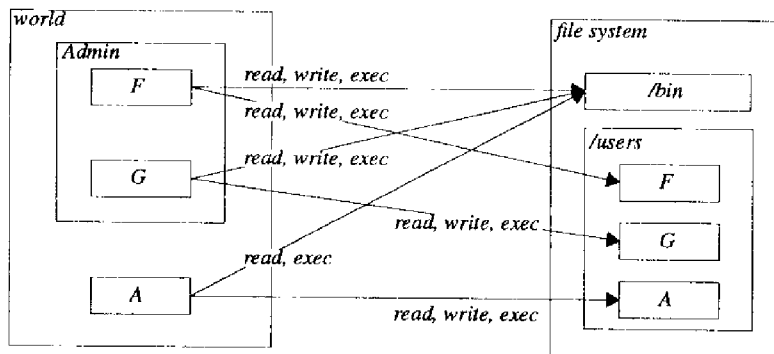 world
file system
Admin
F
read, write, exec
/bin
read, write, exec
/users
G
read, write, exec
F
read, write, exec
G
read, exec
A
A
read, write, exec